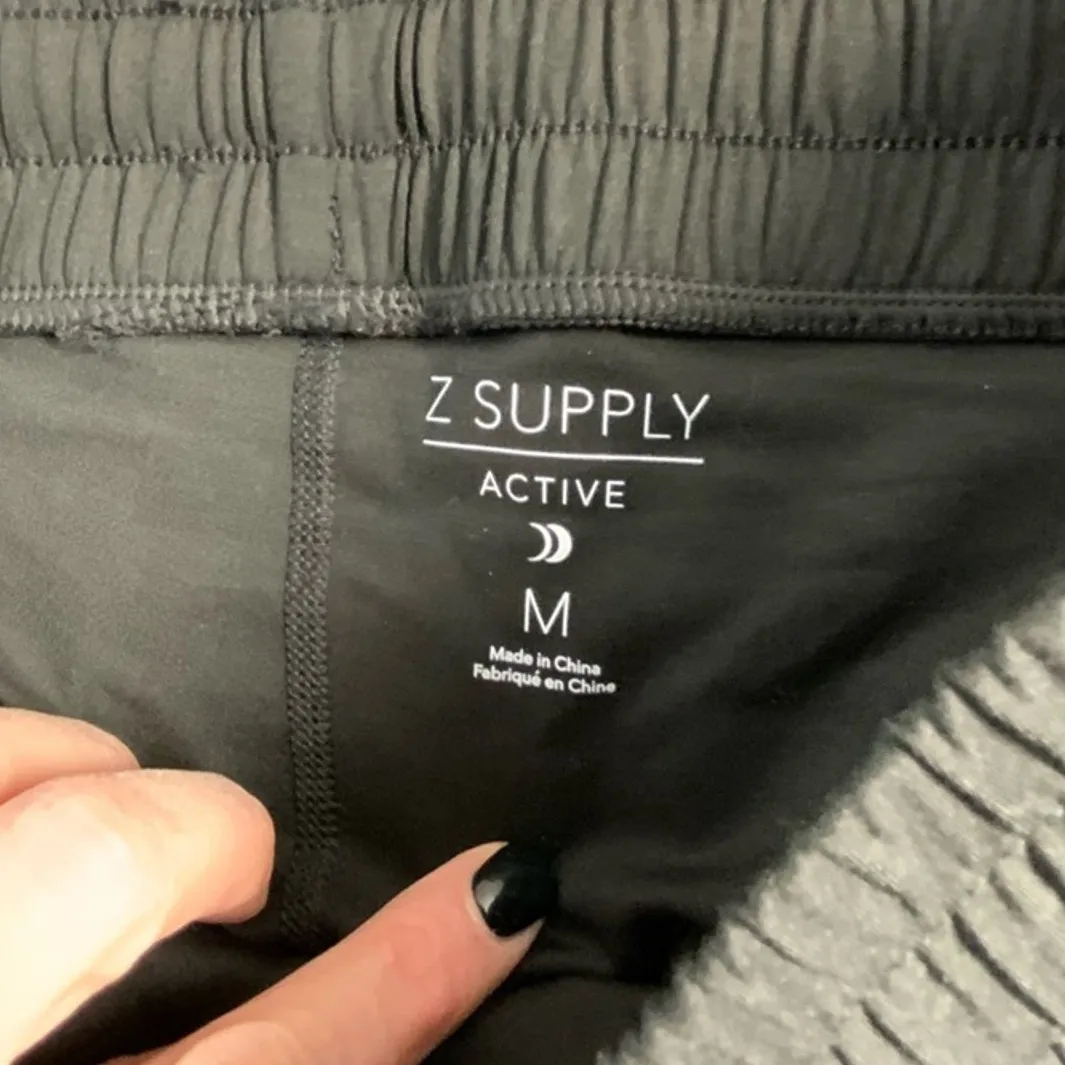 Z SUPPLY
ACTIVE
M
Made in China
Fabriqué en Chine